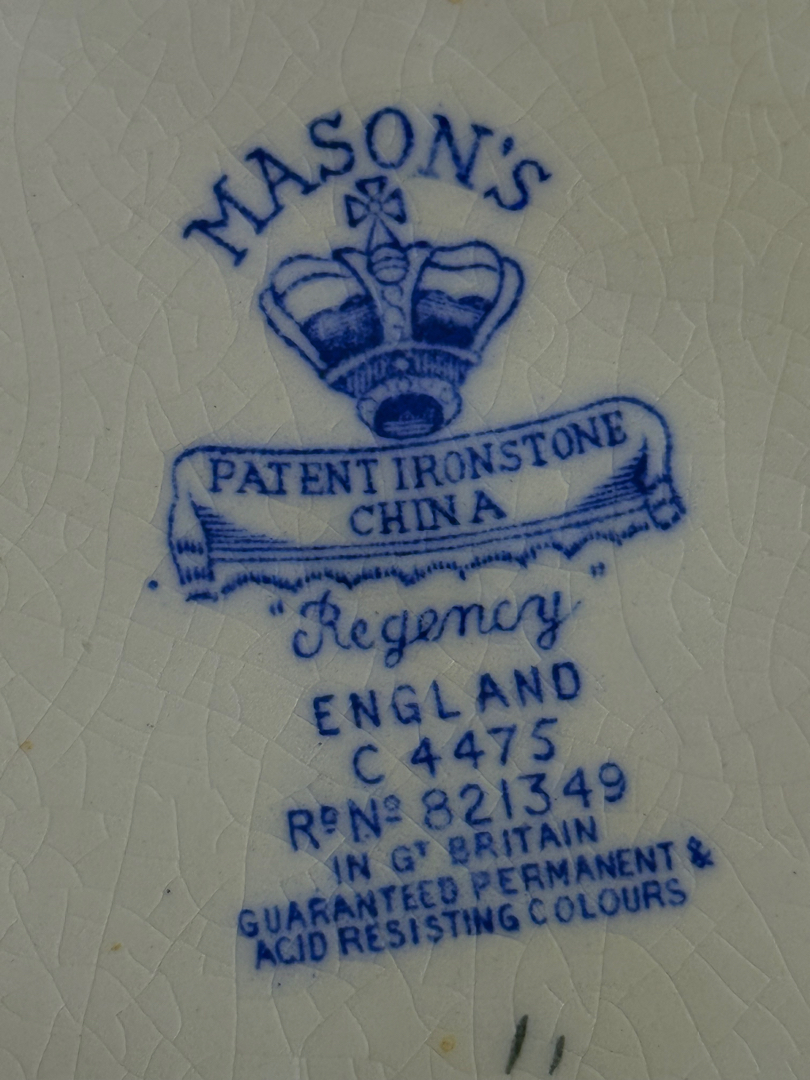 MASON'S
PATENT IRONSTONE
CHINA
"Regency"
ENGLAND
C 4475
Rᴰ Nº 821349
IN Gᵀ BRITAIN
GUARANTEED PERMANENT &
ACID RESISTING COLOURS